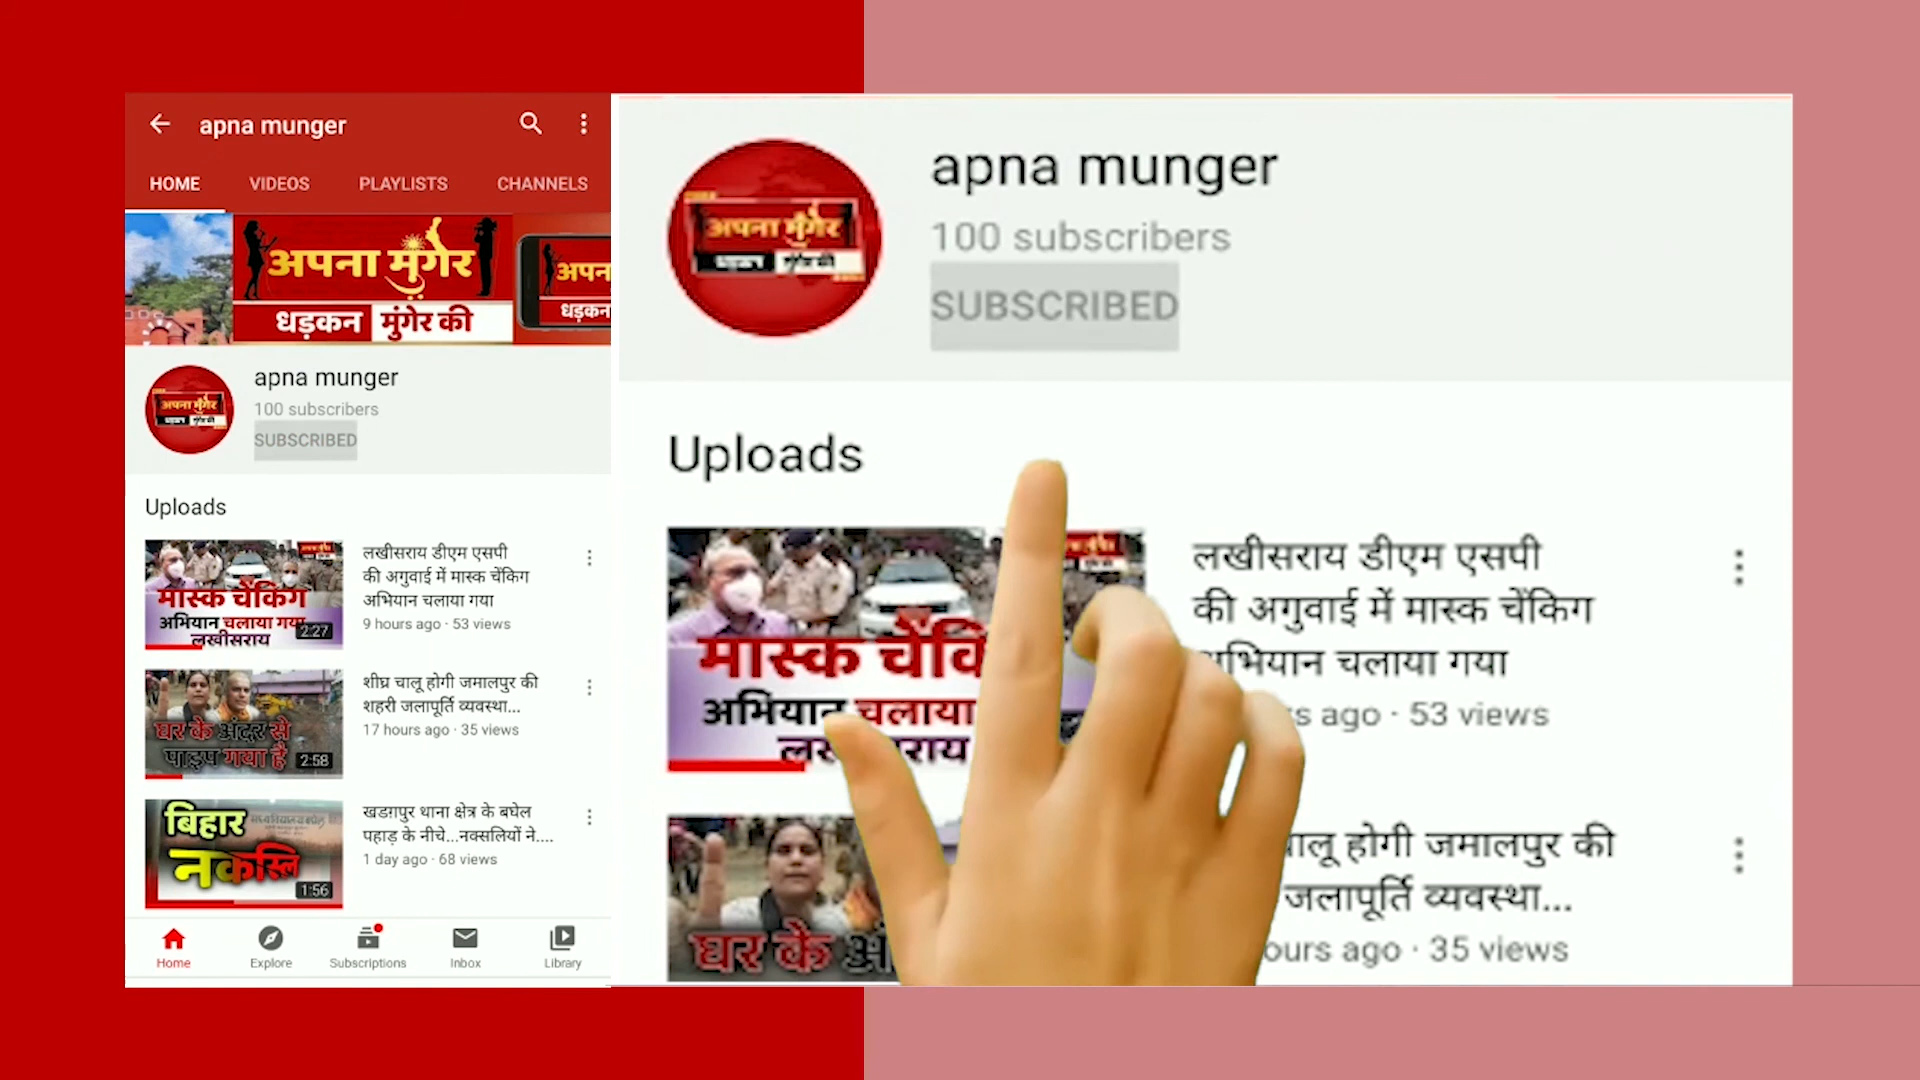 apna munger
HOME VIDEOS PLAYLISTS CHANNELS
अपना मुंगेर
धड़कन मुंगेर की
अपन
धड़कन
apna munger
100 subscribers
SUBSCRIBED
अपना मुंगेर
Uploads
मास्क चेंकिंग
अभियान चलाया गया
लखीसराय
2:27
लखीसराय डीएम एसपी
की अगुवाई में मास्क चेंकिग
अभियान चलाया गया
9 hours ago · 53 views
घर के अंदर से
पाइप गया है
2:58
शीघ्र चालू होगी जमालपुर की
शहरी जलापूर्ति व्यवस्था...
17 hours ago · 35 views
बिहार
नकस्लि
1:56
खडग़पुर थाना क्षेत्र के बघेल
पहाड़ के नीचे...नक्सलियों ने....
1 day ago · 68 views
Home Explore Subscriptions Inbox Library
apna munger
100 subscribers
SUBSCRIBED
अपना मुंगेर
Uploads
मास्क चेंकि
अभियान चलाया
राय
लखीसराय डीएम एसपी
की अगुवाई में मास्क चेंकिग
भियान चलाया गया
s ago · 53 views
घर के अं
ालू होगी जमालपुर की
जलापूर्ति व्यवस्था...
ours ago · 35 views